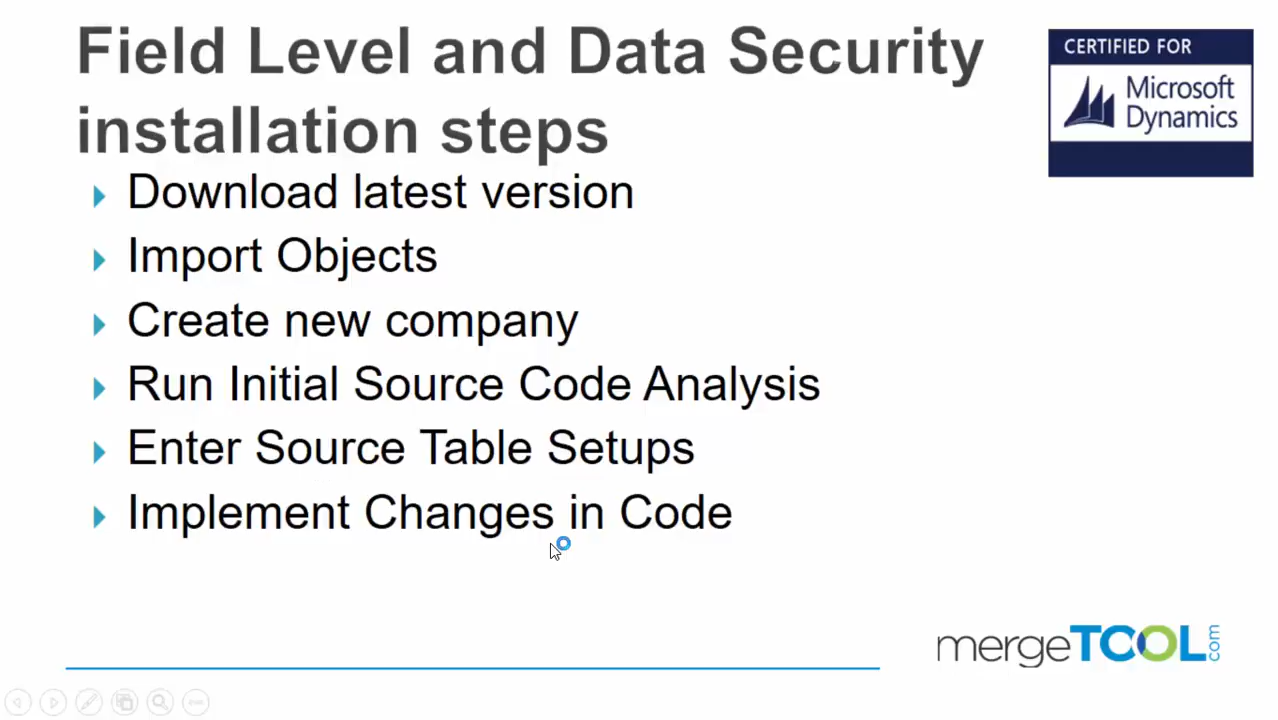 Field Level and Data Security
installation steps
Download latest version
Import Objects
Create new company
Run Initial Source Code Analysis
Enter Source Table Setups
Implement Changes in Code
CERTIFIED FOR
Microsoft
Dynamics
mergeTOOL.com